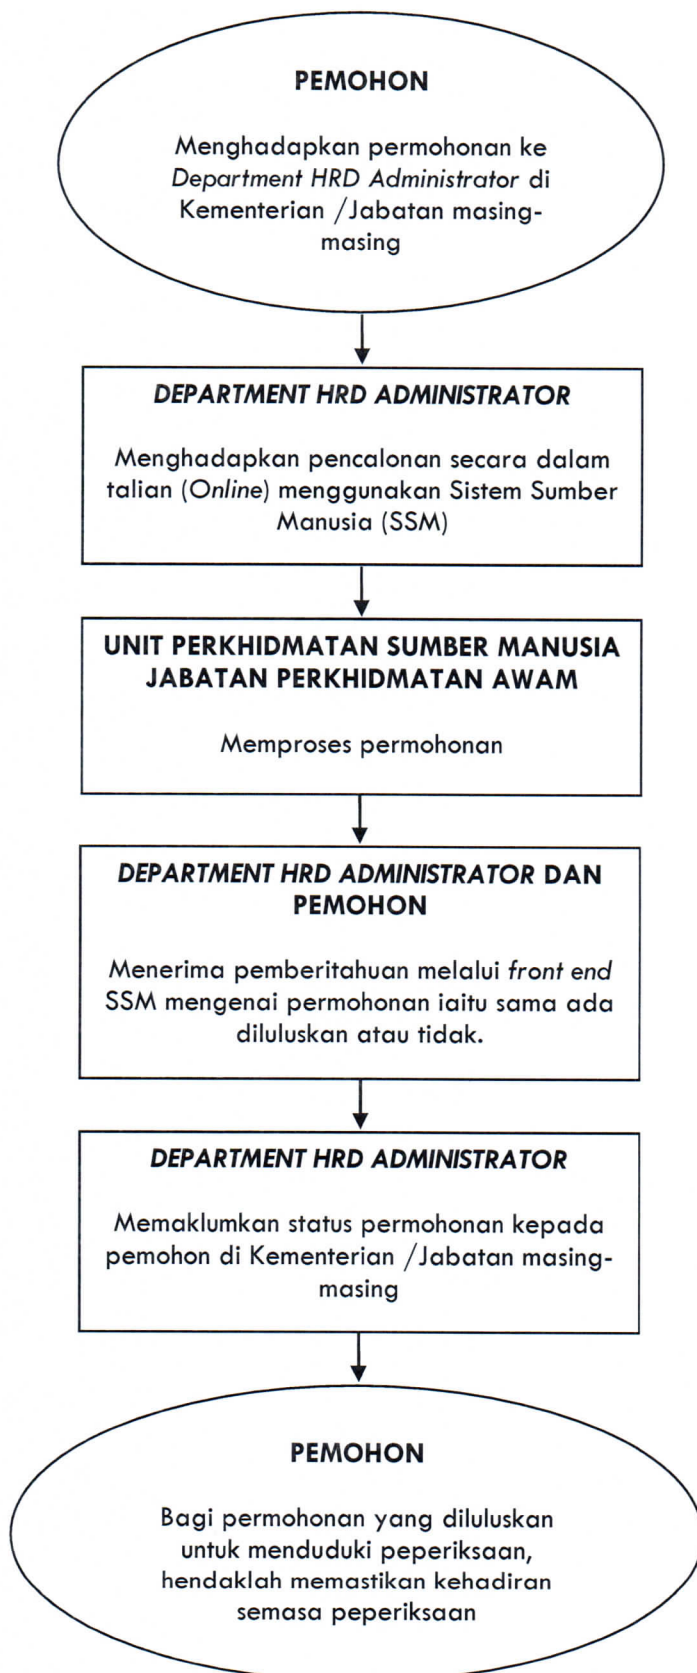 PEMOHON
Menghadapkan permohonan ke
Department HRD Administrator di
Kementerian /Jabatan masing-
masing
DEPARTMENT HRD ADMINISTRATOR
Menghadapkan pencalonan secara dalam
talian (Online) menggunakan Sistem Sumber
Manusia (SSM)
UNIT PERKHIDMATAN SUMBER MANUSIA
JABATAN PERKHIDMATAN AWAM
Memproses permohonan
DEPARTMENT HRD ADMINISTRATOR DAN
PEMOHON
Menerima pemberitahuan melalui front end
SSM mengenai permohonan iaitu sama ada
diluluskan atau tidak.
DEPARTMENT HRD ADMINISTRATOR
Memaklumkan status permohonan kepada
pemohon di Kementerian /Jabatan masing-
masing
PEMOHON
Bagi permohonan yang diluluskan
untuk menduduki peperiksaan,
hendaklah memastikan kehadiran
semasa peperiksaan